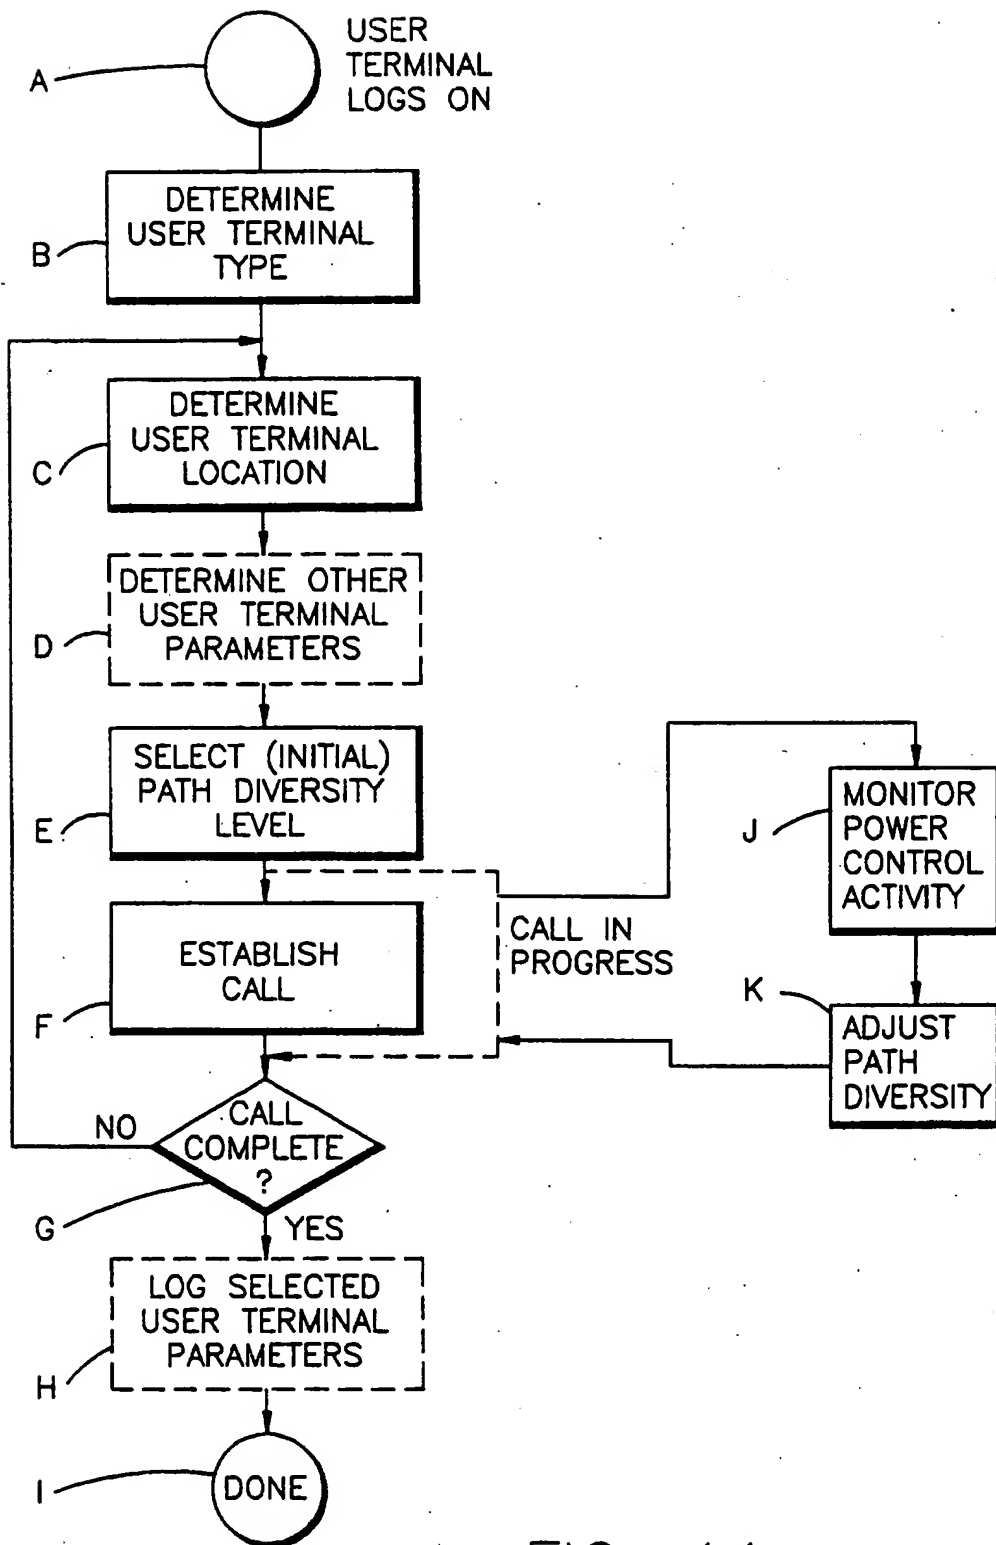 USER
TERMINAL
LOGS ON
A
DETERMINE
USER TERMINAL
TYPE
B
DETERMINE
USER TERMINAL
LOCATION
C
DETERMINE OTHER
USER TERMINAL
PARAMETERS
D
SELECT (INITIAL)
PATH DIVERSITY
LEVEL
E
MONITOR
POWER
CONTROL
ACTIVITY
J
ESTABLISH
CALL
F
CALL IN
PROGRESS
K
ADJUST
PATH
DIVERSITY
NO
CALL
COMPLETE
?
G
YES
LOG SELECTED
USER TERMINAL
PARAMETERS
H
I
DONE